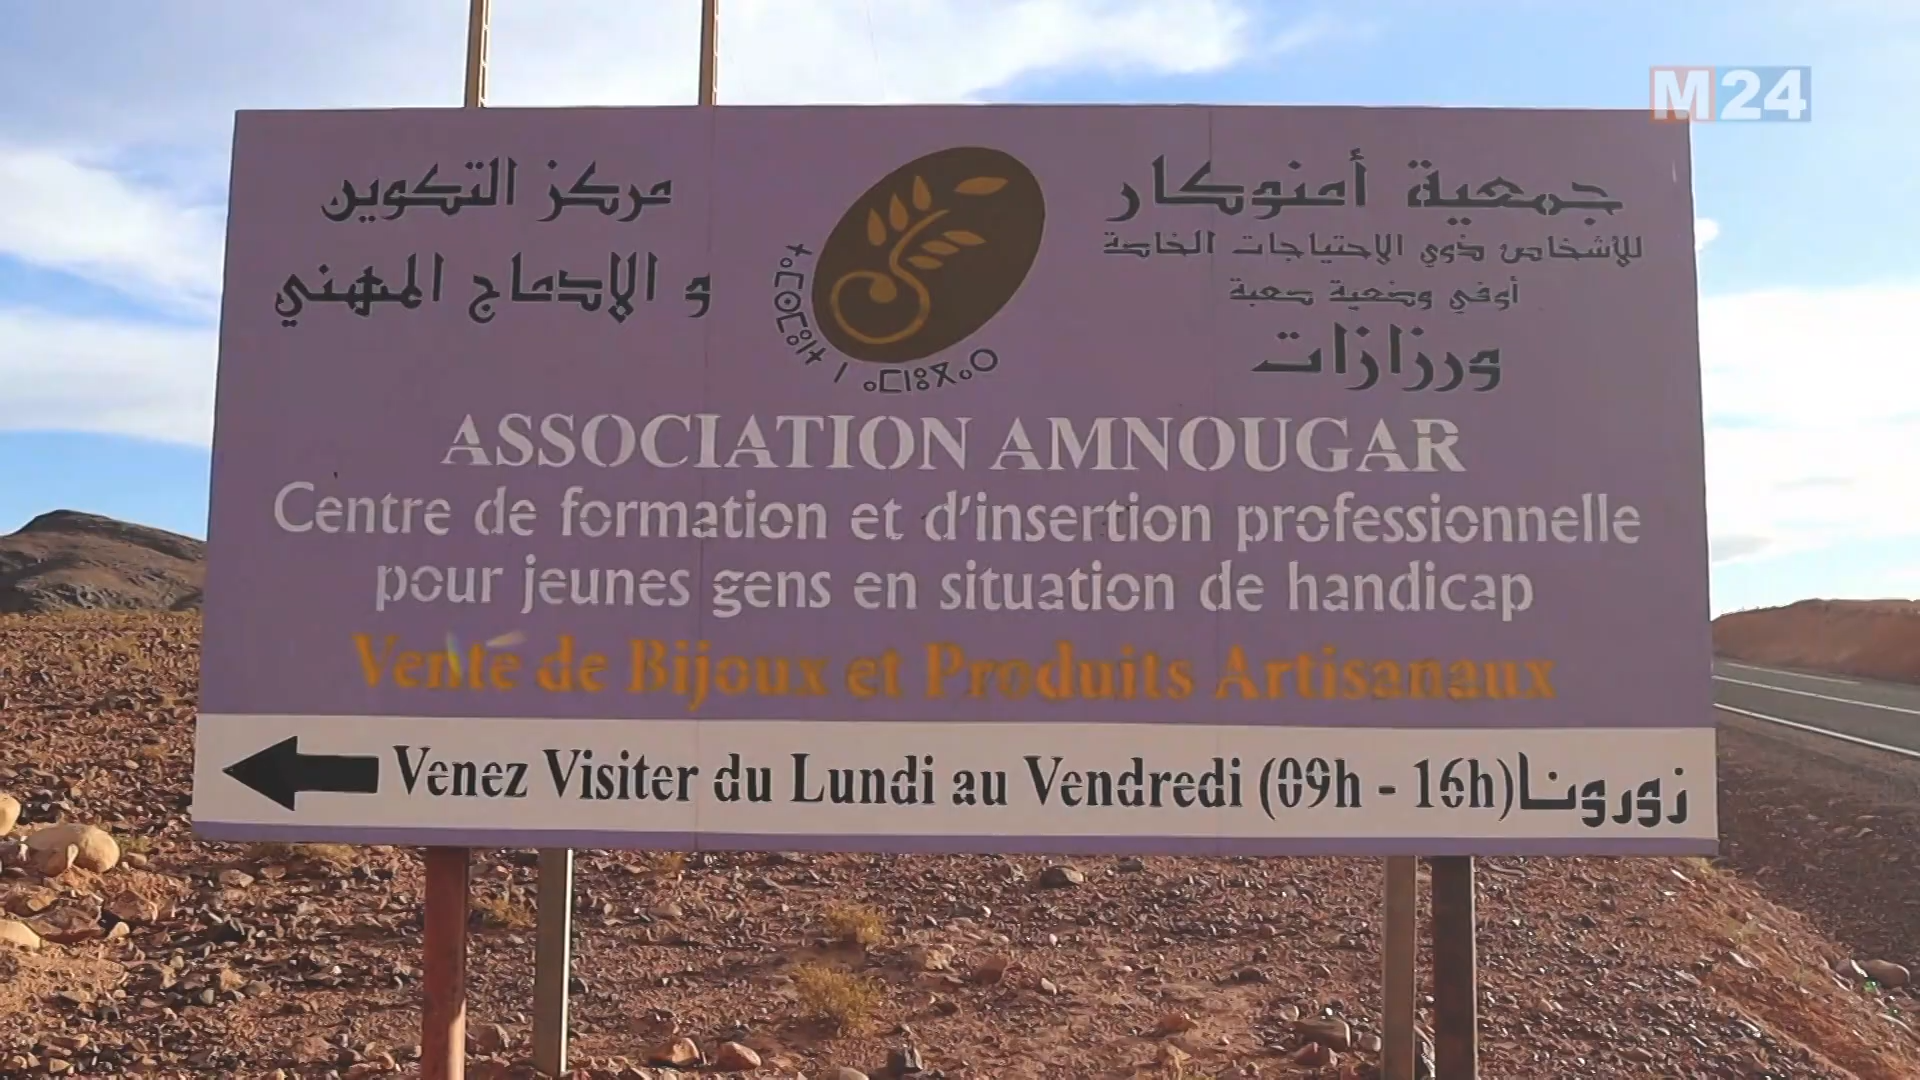 M24
جمعية أمنوكار
للأشخاص ذوي الاحتياجات الخاصة
أوفي وضعية صعبة
ورزازات
مركز التكوين
و الإدماج المهني
ⵜⴰⵎⵙⵎⵓⵏⵜ ⵏ ⴰⵎⵏⵓⴳⴰⵔ
ASSOCIATION AMNOUGAR
Centre de formation et d'insertion professionnelle
pour jeunes gens en situation de handicap
Vente de Bijoux et Produits Artisanaux
Venez Visiter du Lundi au Vendredi (09h - 16h) زورونا